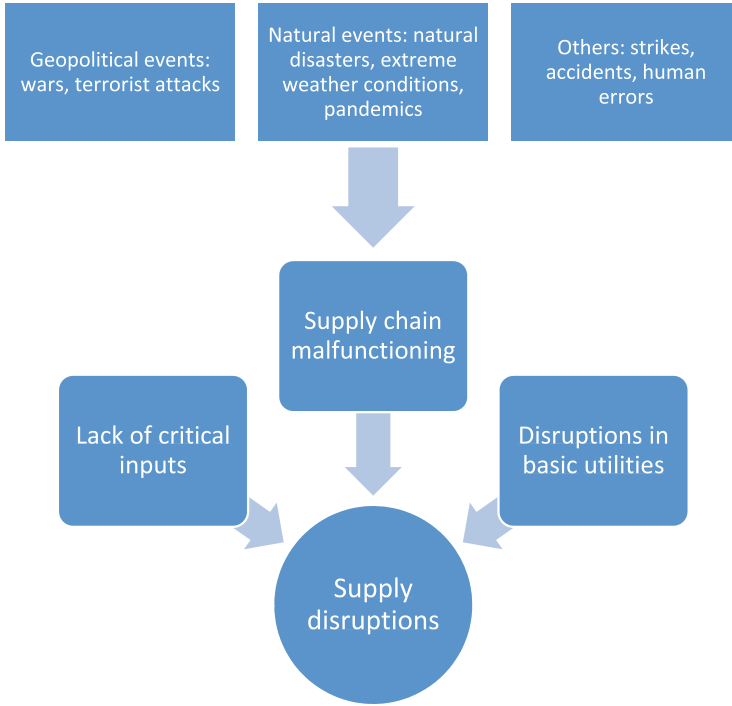 Geopolitical events:
wars, terrorist attacks
Natural events: natural
disasters, extreme
weather conditions,
pandemics
Others: strikes,
accidents, human
errors
Supply chain
malfunctioning
Lack of critical
inputs
Disruptions in
basic utilities
Supply
disruptions